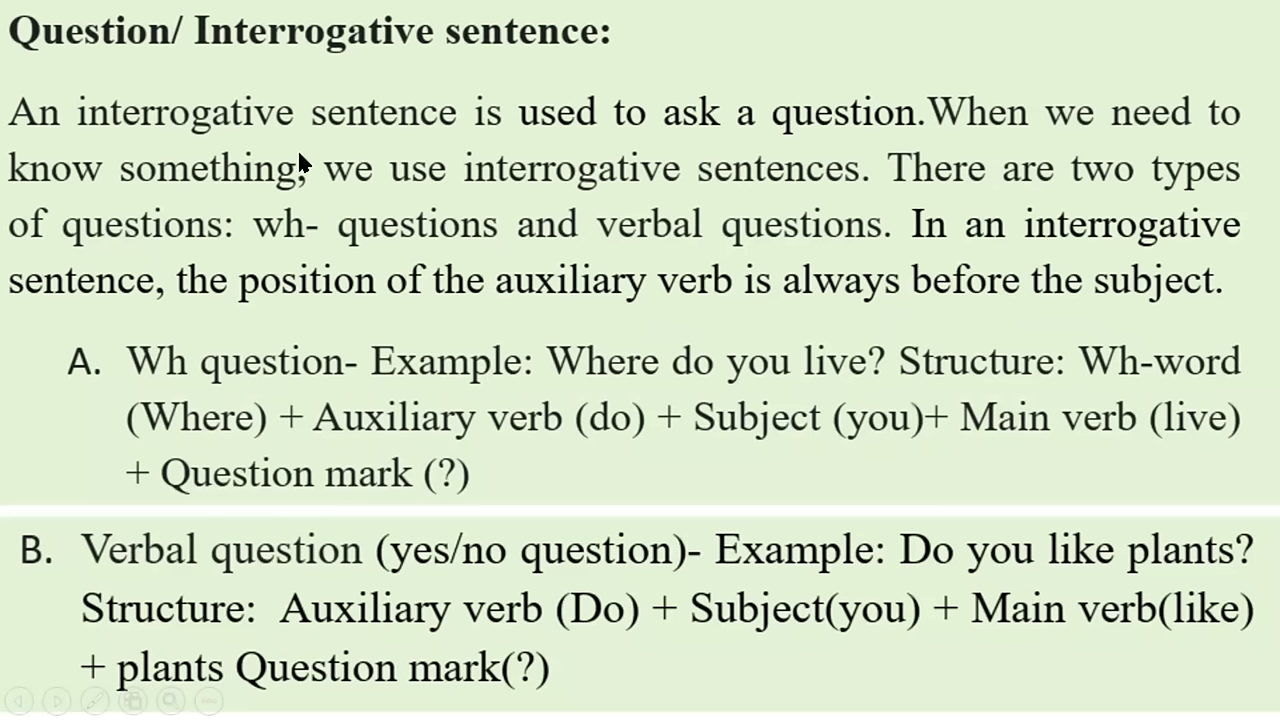 Question/ Interrogative sentence:
An interrogative sentence is used to ask a question.When we need to
know something, we use interrogative sentences. There are two types
of questions: wh- questions and verbal questions. In an interrogative
sentence, the position of the auxiliary verb is always before the subject.
A. Wh question- Example: Where do you live? Structure: Wh-word
(Where) + Auxiliary verb (do) + Subject (you)+ Main verb (live)
+ Question mark (?)
B. Verbal question (yes/no question)- Example: Do you like plants?
Structure: Auxiliary verb (Do) + Subject(you) + Main verb(like)
+ plants Question mark(?)